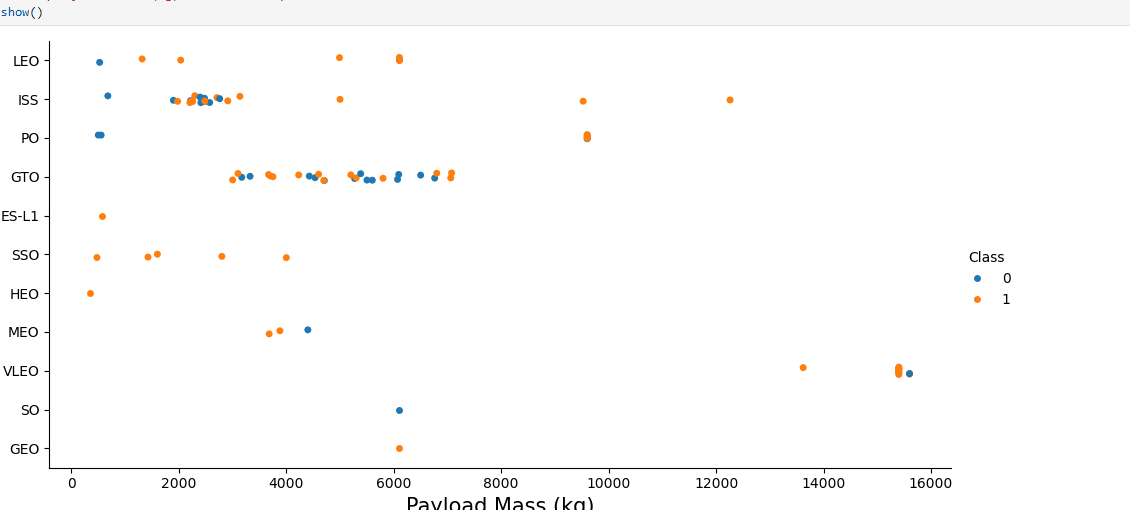 show()
LEO
ISS
PO
GTO
ES-L1
SSO
HEO
MEO
VLEO
SO
GEO
Class
0
1
0 2000 4000 6000 8000 10000 12000 14000 16000
Payload Mass (kg)